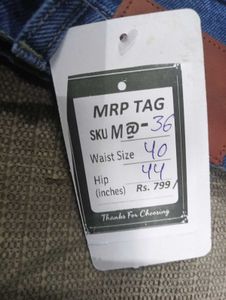 MRP TAG
SKU M@-36
Waist Size 40
Hip 44
(inches) Rs. 799/
Thanks For Choosing